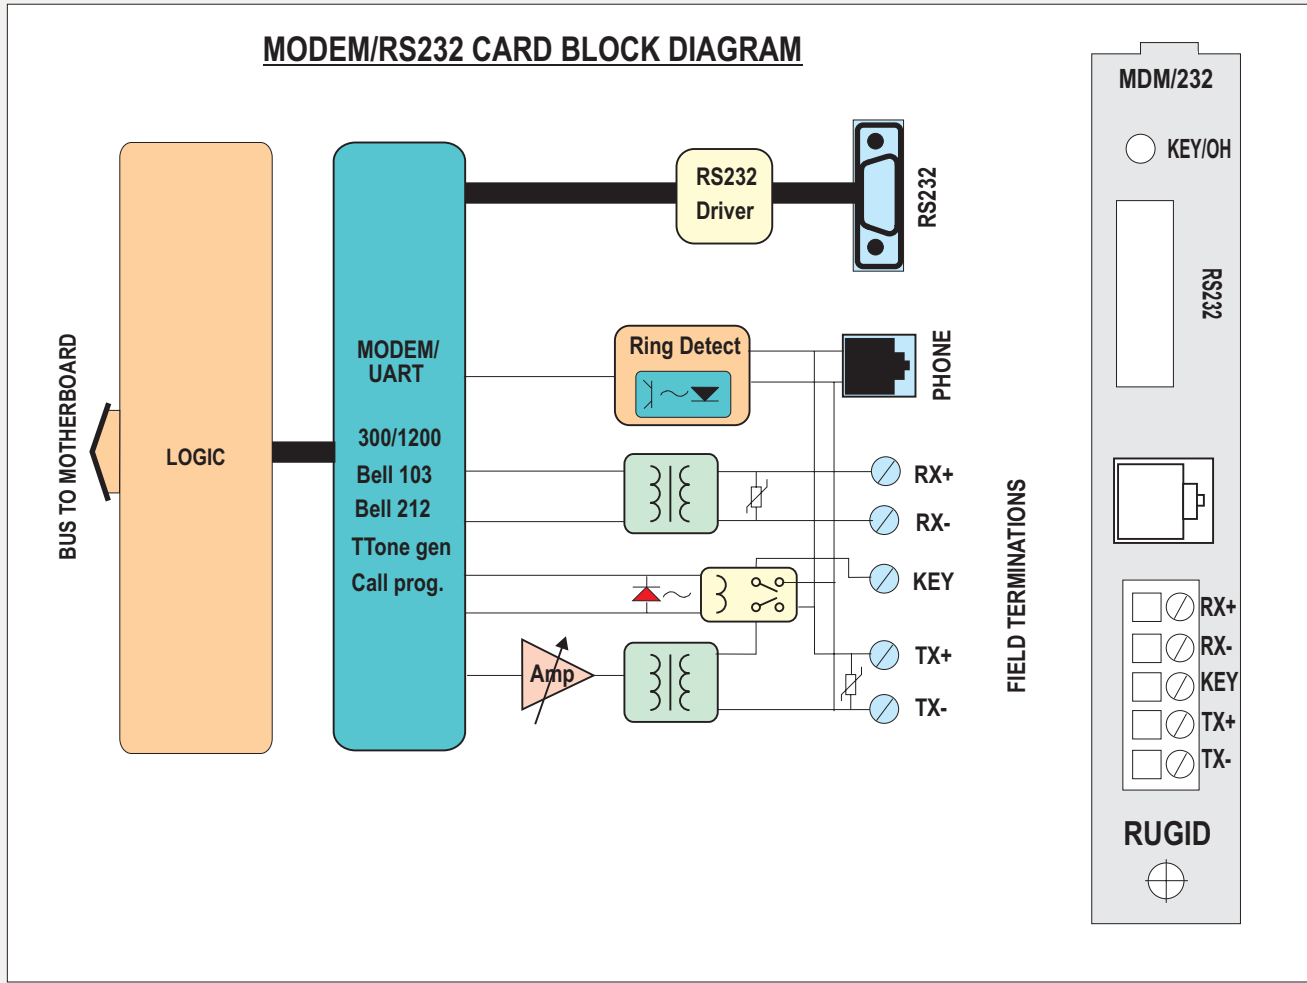 MODEM/RS232 CARD BLOCK DIAGRAM
BUS TO MOTHERBOARD
LOGIC
MODEM/
UART
300/1200
Bell 103
Bell 212
TTone gen
Call prog.
RS232
Driver
RS232
Ring Detect
PHONE
RX+
RX-
KEY
Amp
TX+
TX-
FIELD TERMINATIONS
MDM/232
KEY/OH
RS232
RX+
RX-
KEY
TX+
TX-
RUGID